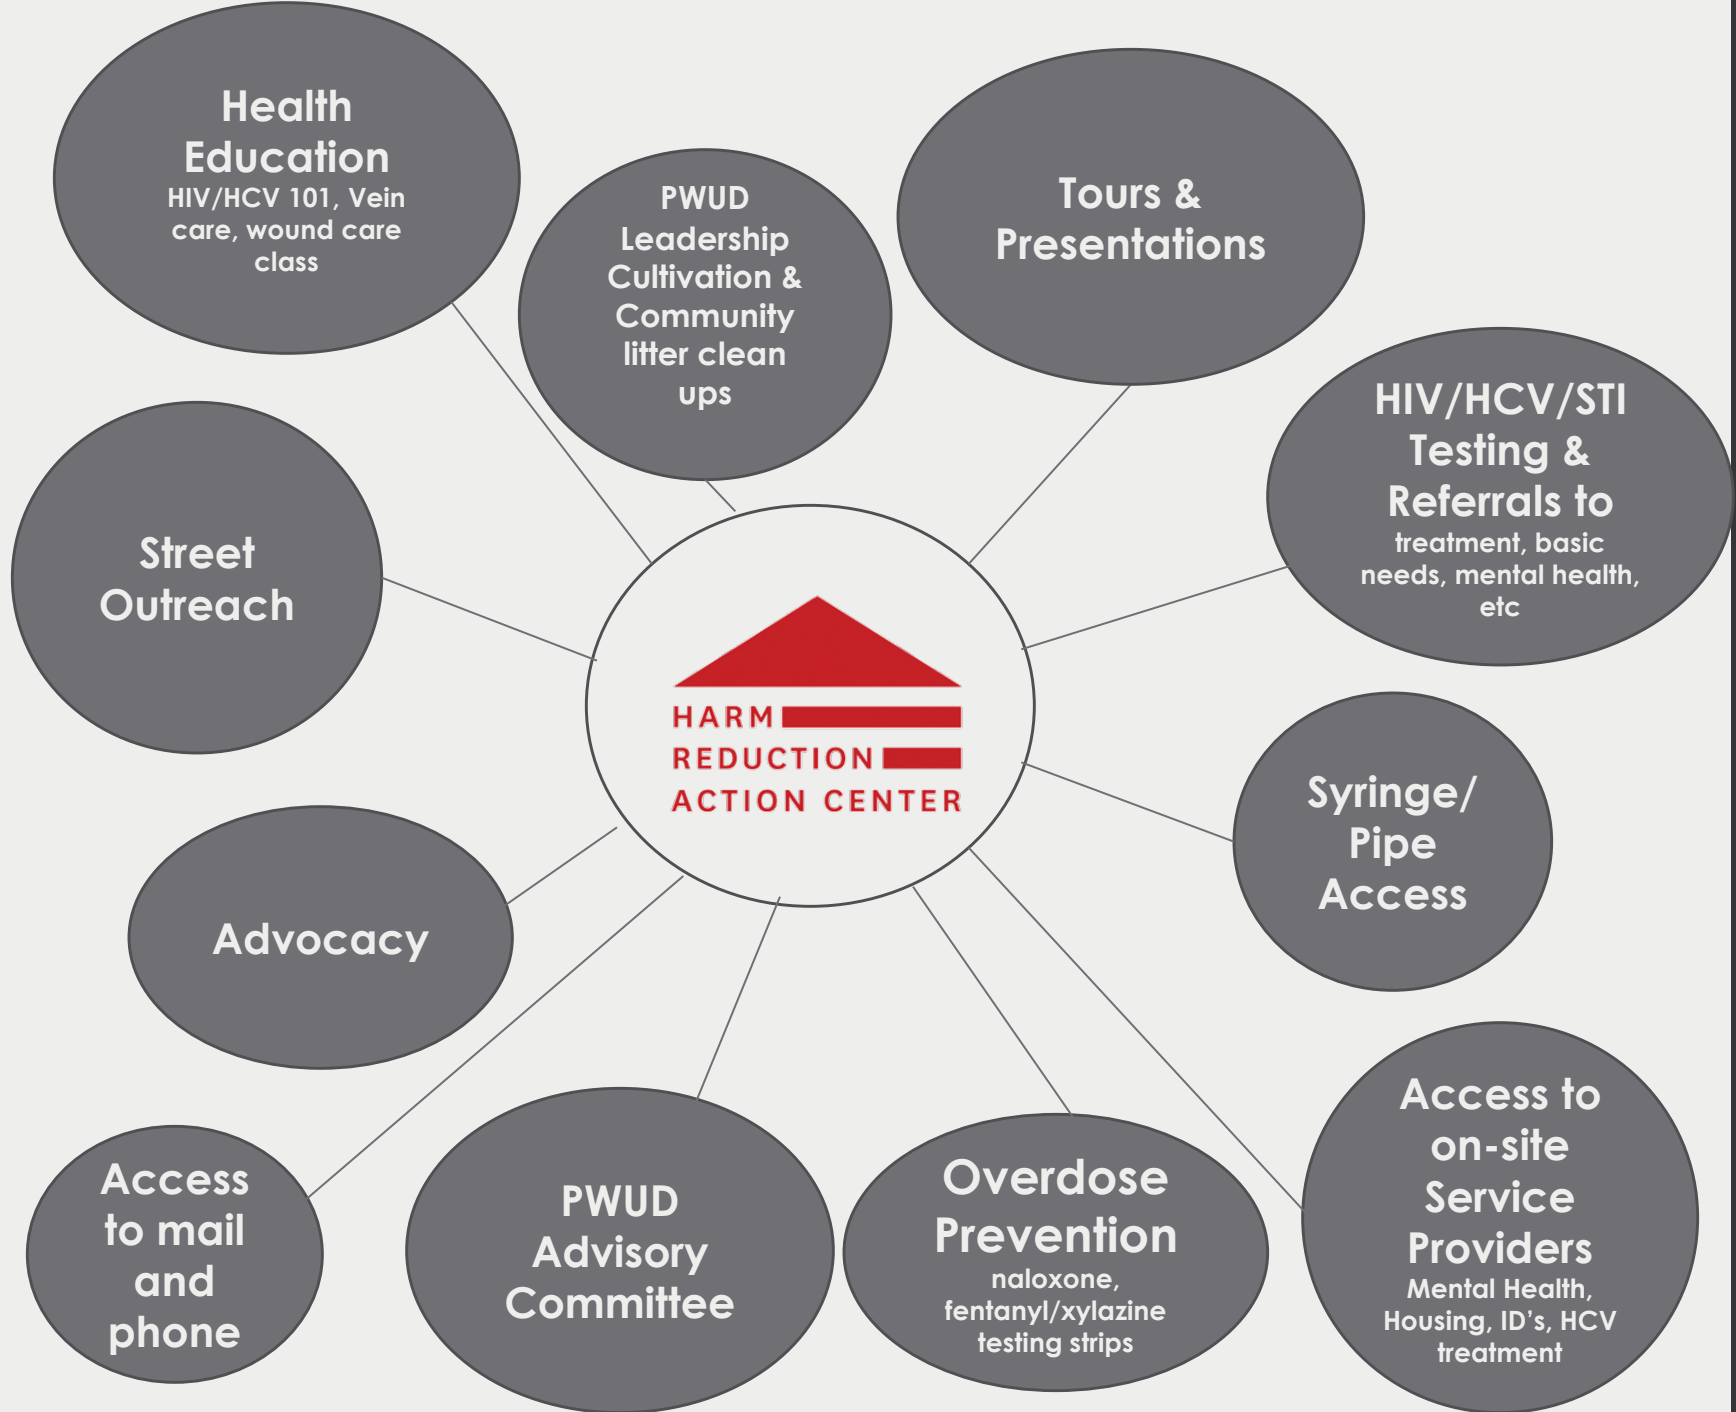 Health
Education
HIV/HCV 101, Vein
care, wound care
class
PWUD
Leadership
Cultivation &
Community
litter clean
ups
Tours &
Presentations
HIV/HCV/STI
Testing &
Referrals to
treatment, basic
needs, mental health,
etc
Street
Outreach
HARM
REDUCTION
ACTION CENTER
Syringe/
Pipe
Access
Advocacy
Access
to mail
and
phone
PWUD
Advisory
Committee
Overdose
Prevention
naloxone,
fentanyl/xylazine
testing strips
Access to
on-site
Service
Providers
Mental Health,
Housing, ID’s, HCV
treatment